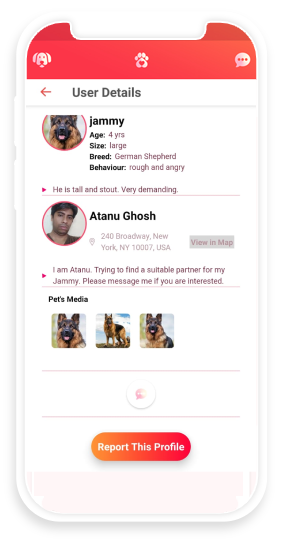 User Details
jammy
Age: 4 yrs
Size: large
Breed: German Shepherd
Behaviour: rough and angry
He is tall and stout. Very demanding.
Atanu Ghosh
240 Broadway, New
York, NY 10007, USA
View in Map
I am Atanu. Trying to find a suitable partner for my
Jammy. Please message me if you are interested.
Pet's Media
Report This Profile